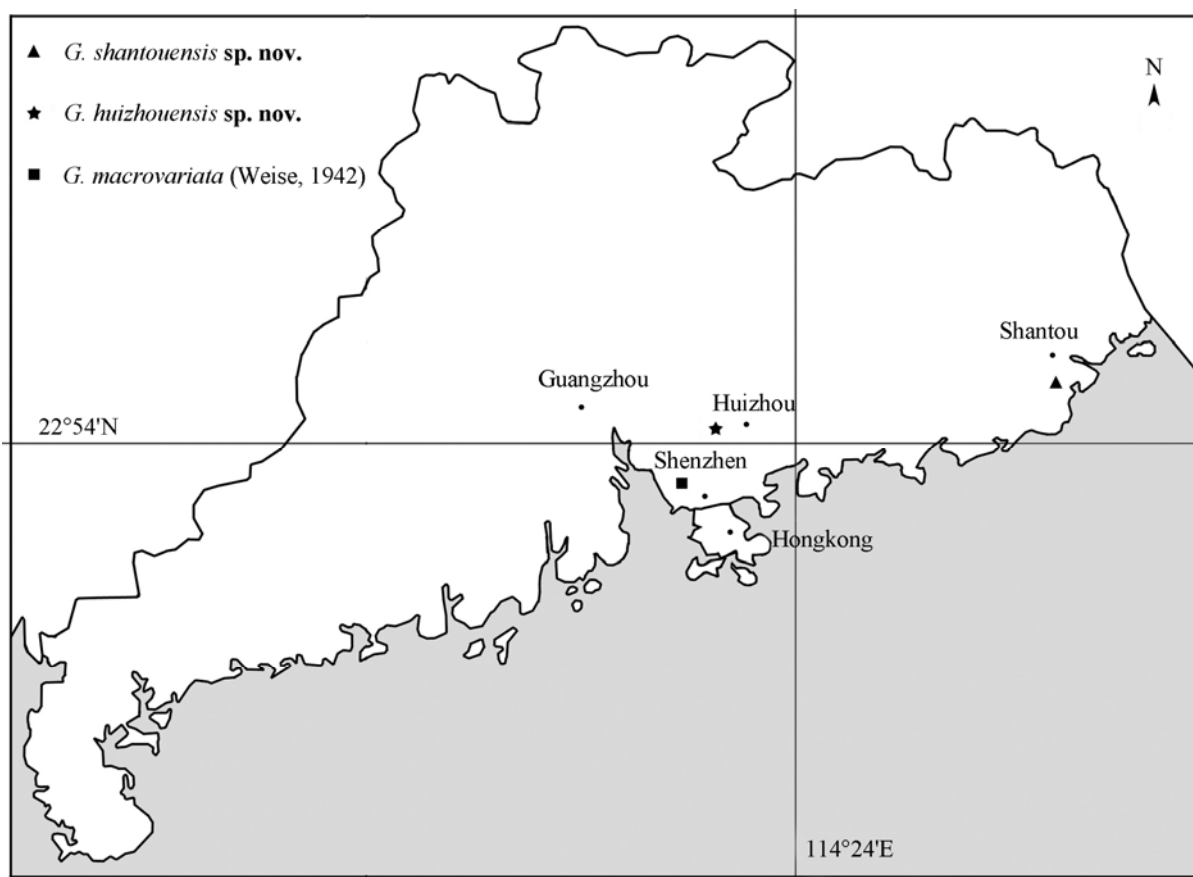 G. shantouensis sp. nov.
G. huizhouensis sp. nov.
G. macrovariata (Weise, 1942)
N
Shantou
Guangzhou
Huizhou
22°54'N
Shenzhen
Hongkong
114°24'E